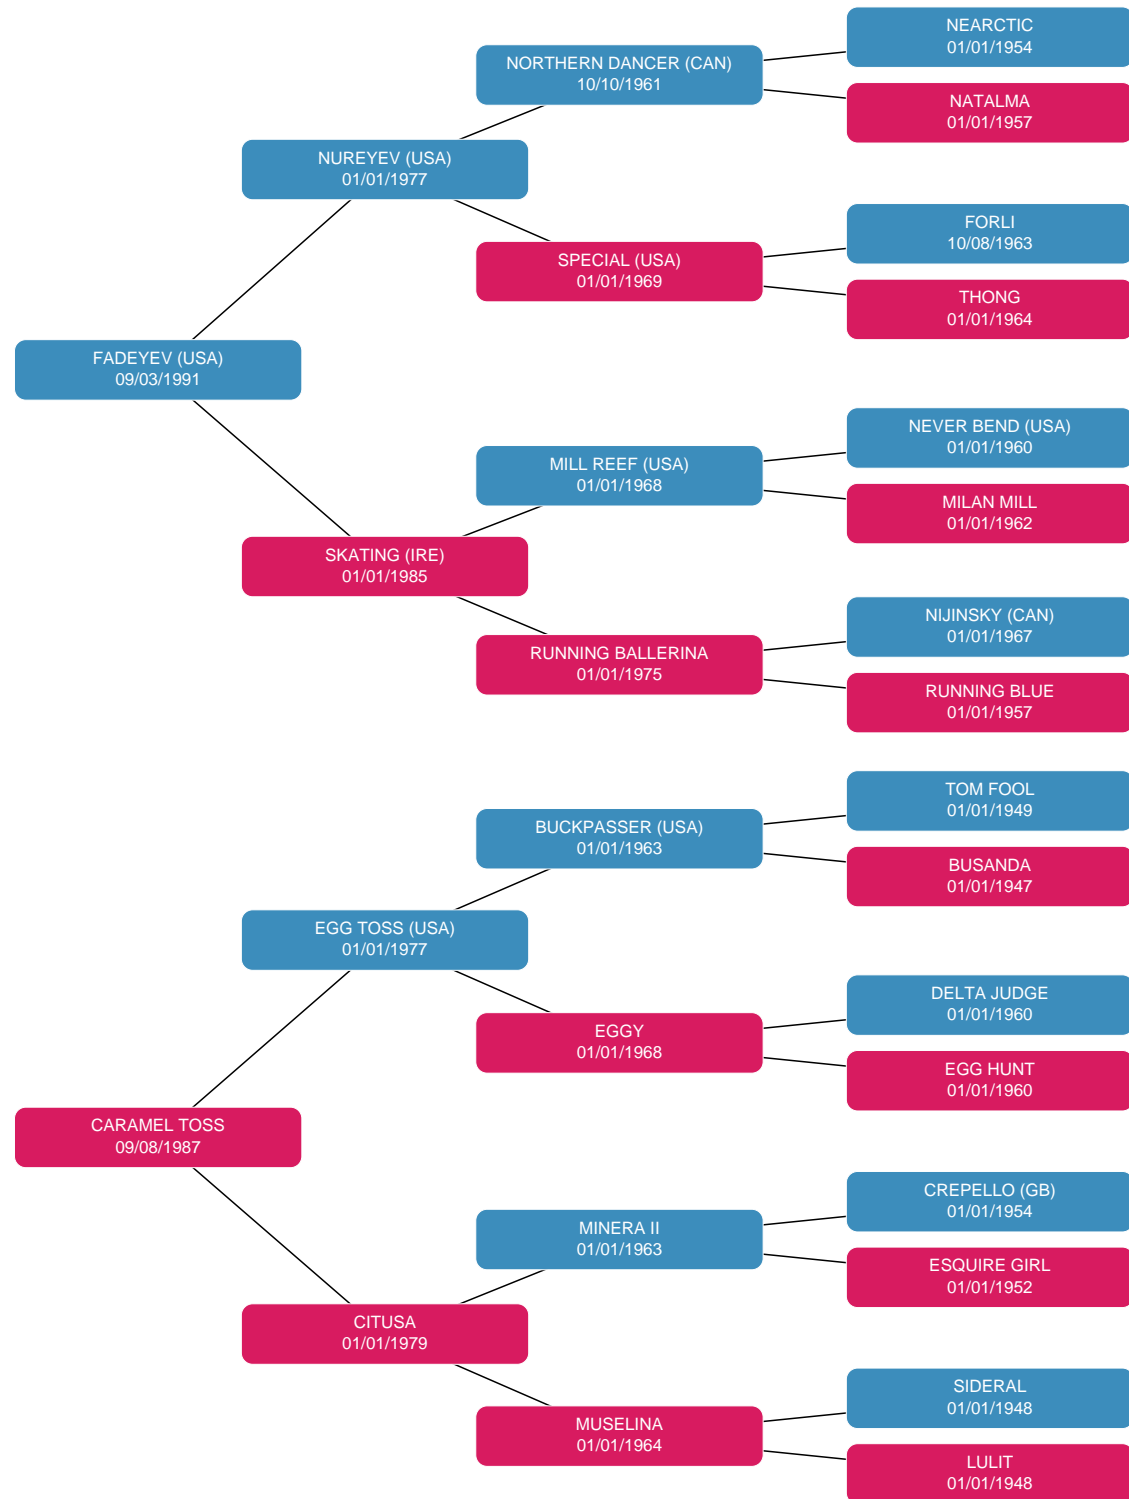 NEARCTIC
01/01/1954
NORTHERN DANCER (CAN)
10/10/1961
NATALMA
01/01/1957
NUREYEV (USA)
01/01/1977
FORLI
10/08/1963
SPECIAL (USA)
01/01/1969
THONG
01/01/1964
FADEYEV (USA)
09/03/1991
NEVER BEND (USA)
01/01/1960
MILL REEF (USA)
01/01/1968
MILAN MILL
01/01/1962
SKATING (IRE)
01/01/1985
NIJINSKY (CAN)
01/01/1967
RUNNING BALLERINA
01/01/1975
RUNNING BLUE
01/01/1957
TOM FOOL
01/01/1949
BUCKPASSER (USA)
01/01/1963
BUSANDA
01/01/1947
EGG TOSS (USA)
01/01/1977
DELTA JUDGE
01/01/1960
EGGY
01/01/1968
EGG HUNT
01/01/1960
CARAMEL TOSS
09/08/1987
CREPELLO (GB)
01/01/1954
MINERA II
01/01/1963
ESQUIRE GIRL
01/01/1952
CITUSA
01/01/1979
SIDERAL
01/01/1948
MUSELINA
01/01/1964
LULIT
01/01/1948